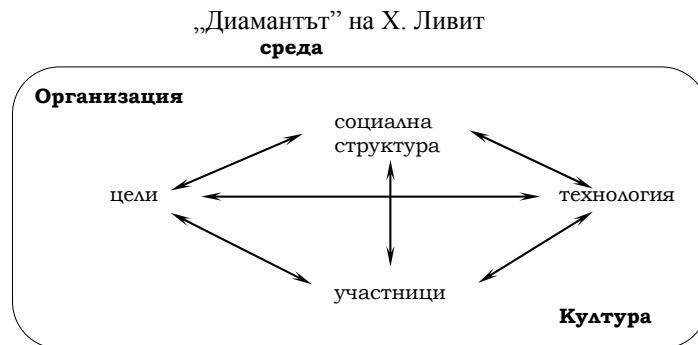 „Диамантът” на Х. Ливит
среда
Организация
социална
структура
цели
технология
участници
Култура